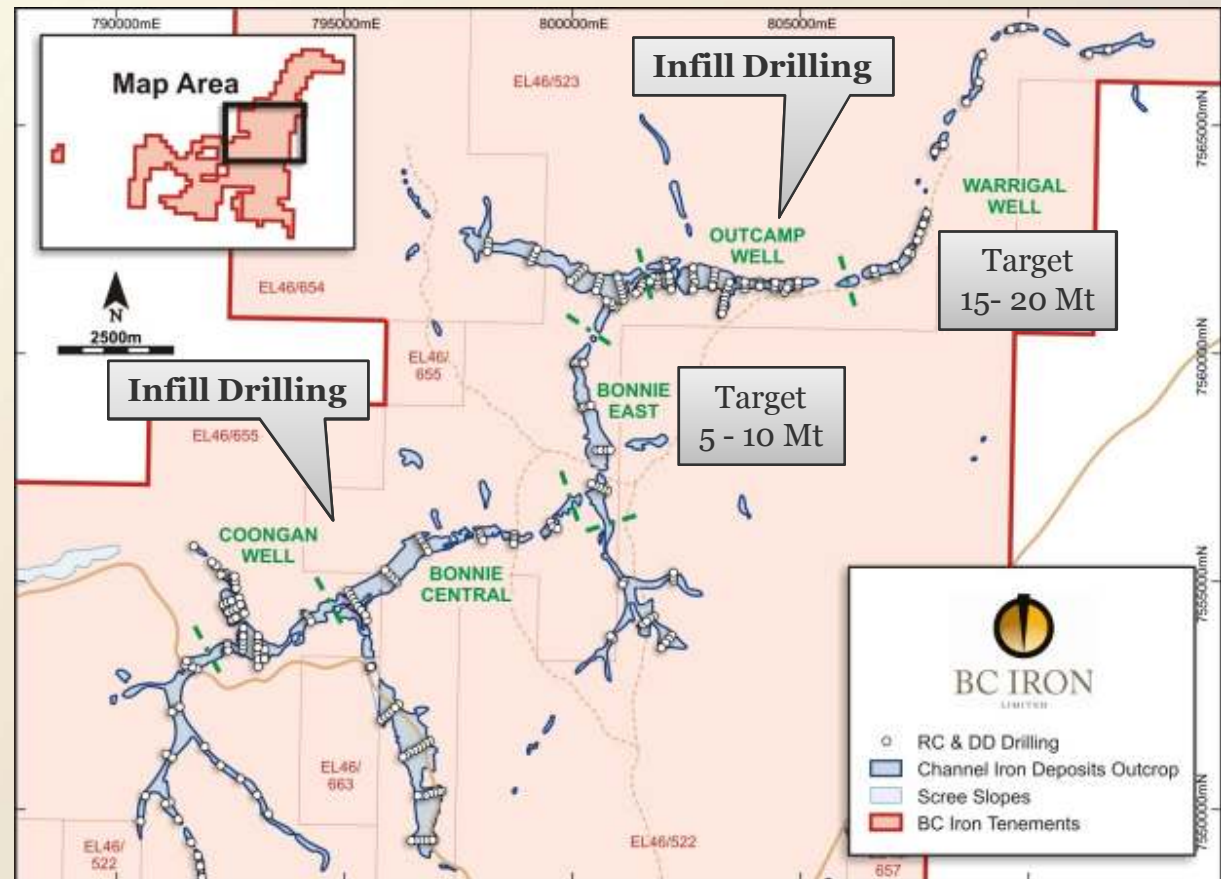 790000mE
795000mE
800000mE
805000mE
Map Area
EL46/523
Infill Drilling
7565000mN
WARRIGAL
WELL
OUTCAMP
WELL
Target
15- 20 Mt
EL46/654
N
2500m
7560000mN
EL46/
655
Infill Drilling
BONNIE
EAST
Target
5 - 10 Mt
EL46/655
COONGAN
WELL
BONNIE
CENTRAL
7555000mN
BC IRON
LIMITED
RC & DD Drilling
Channel Iron Deposits Outcrop
Scree Slopes
BC Iron Tenements
EL46/
663
EL46/
522
EL46/522
7550000mN
657